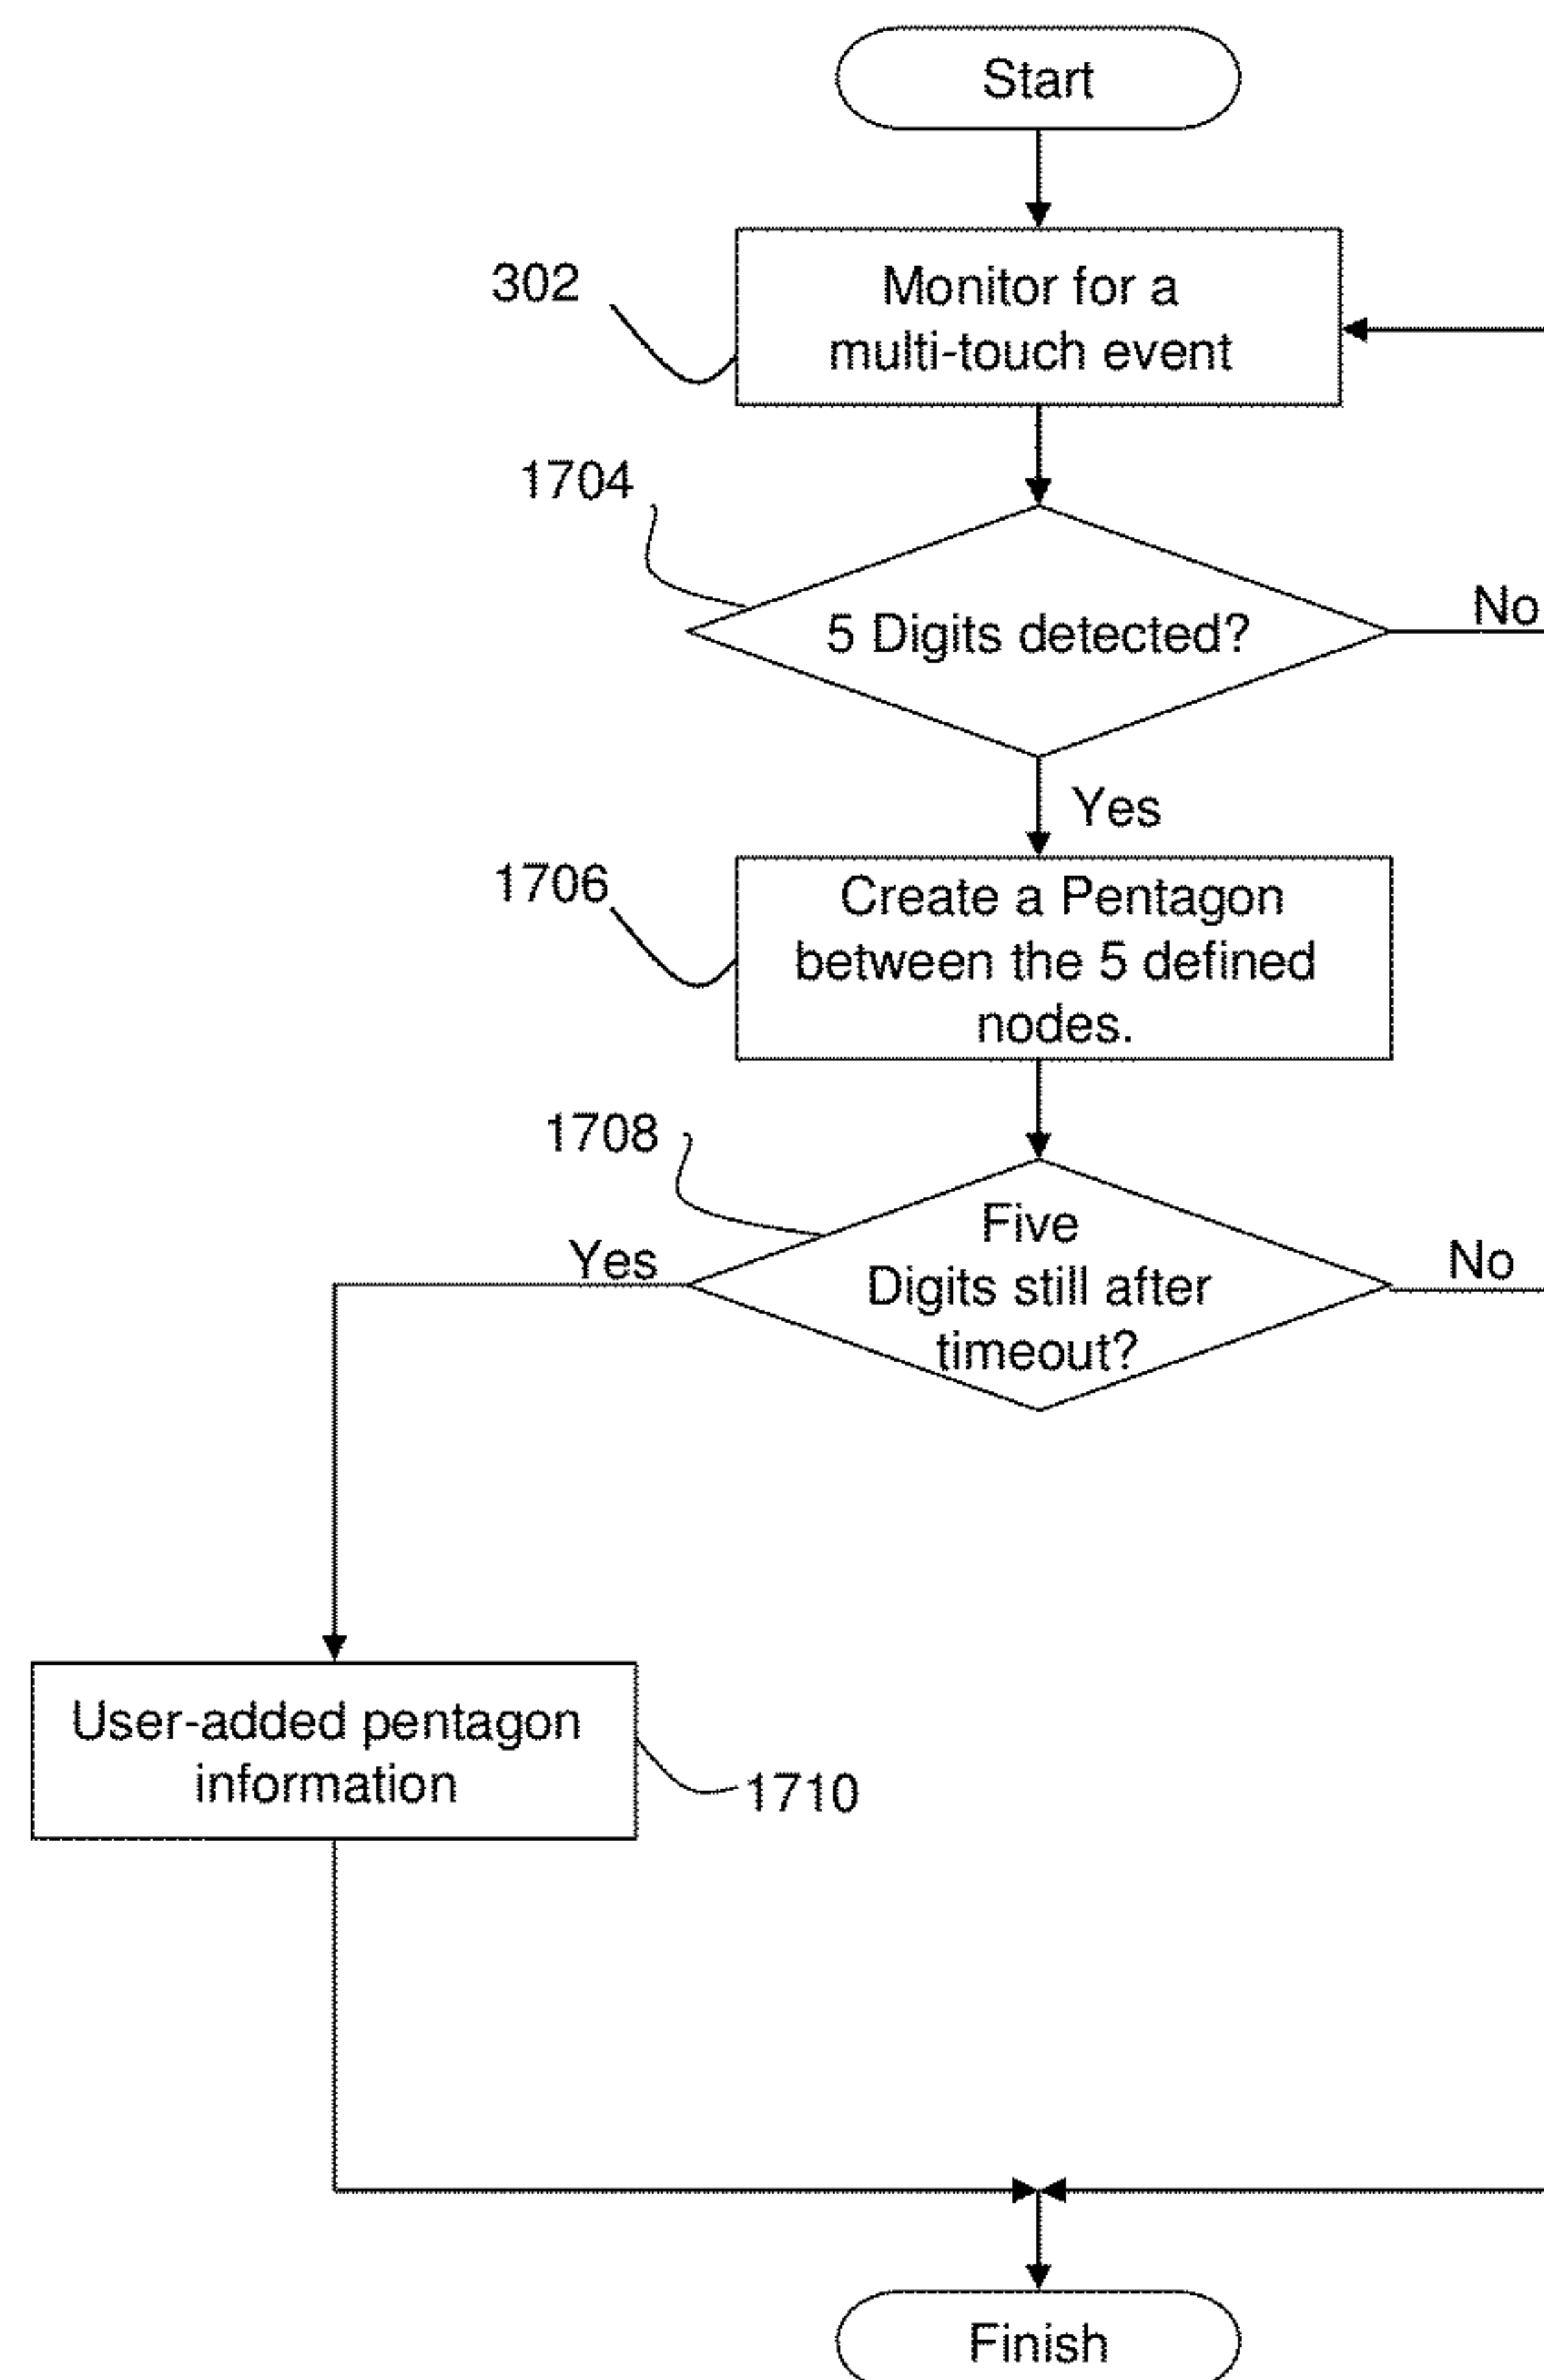 Start
302
Monitor for a
multi-touch event
1704
5 Digits detected?
No
Yes
1706
Create a Pentagon
between the 5 defined
nodes.
1708
Five
Digits still after
timeout?
Yes
No
User-added pentagon
information
1710
Finish